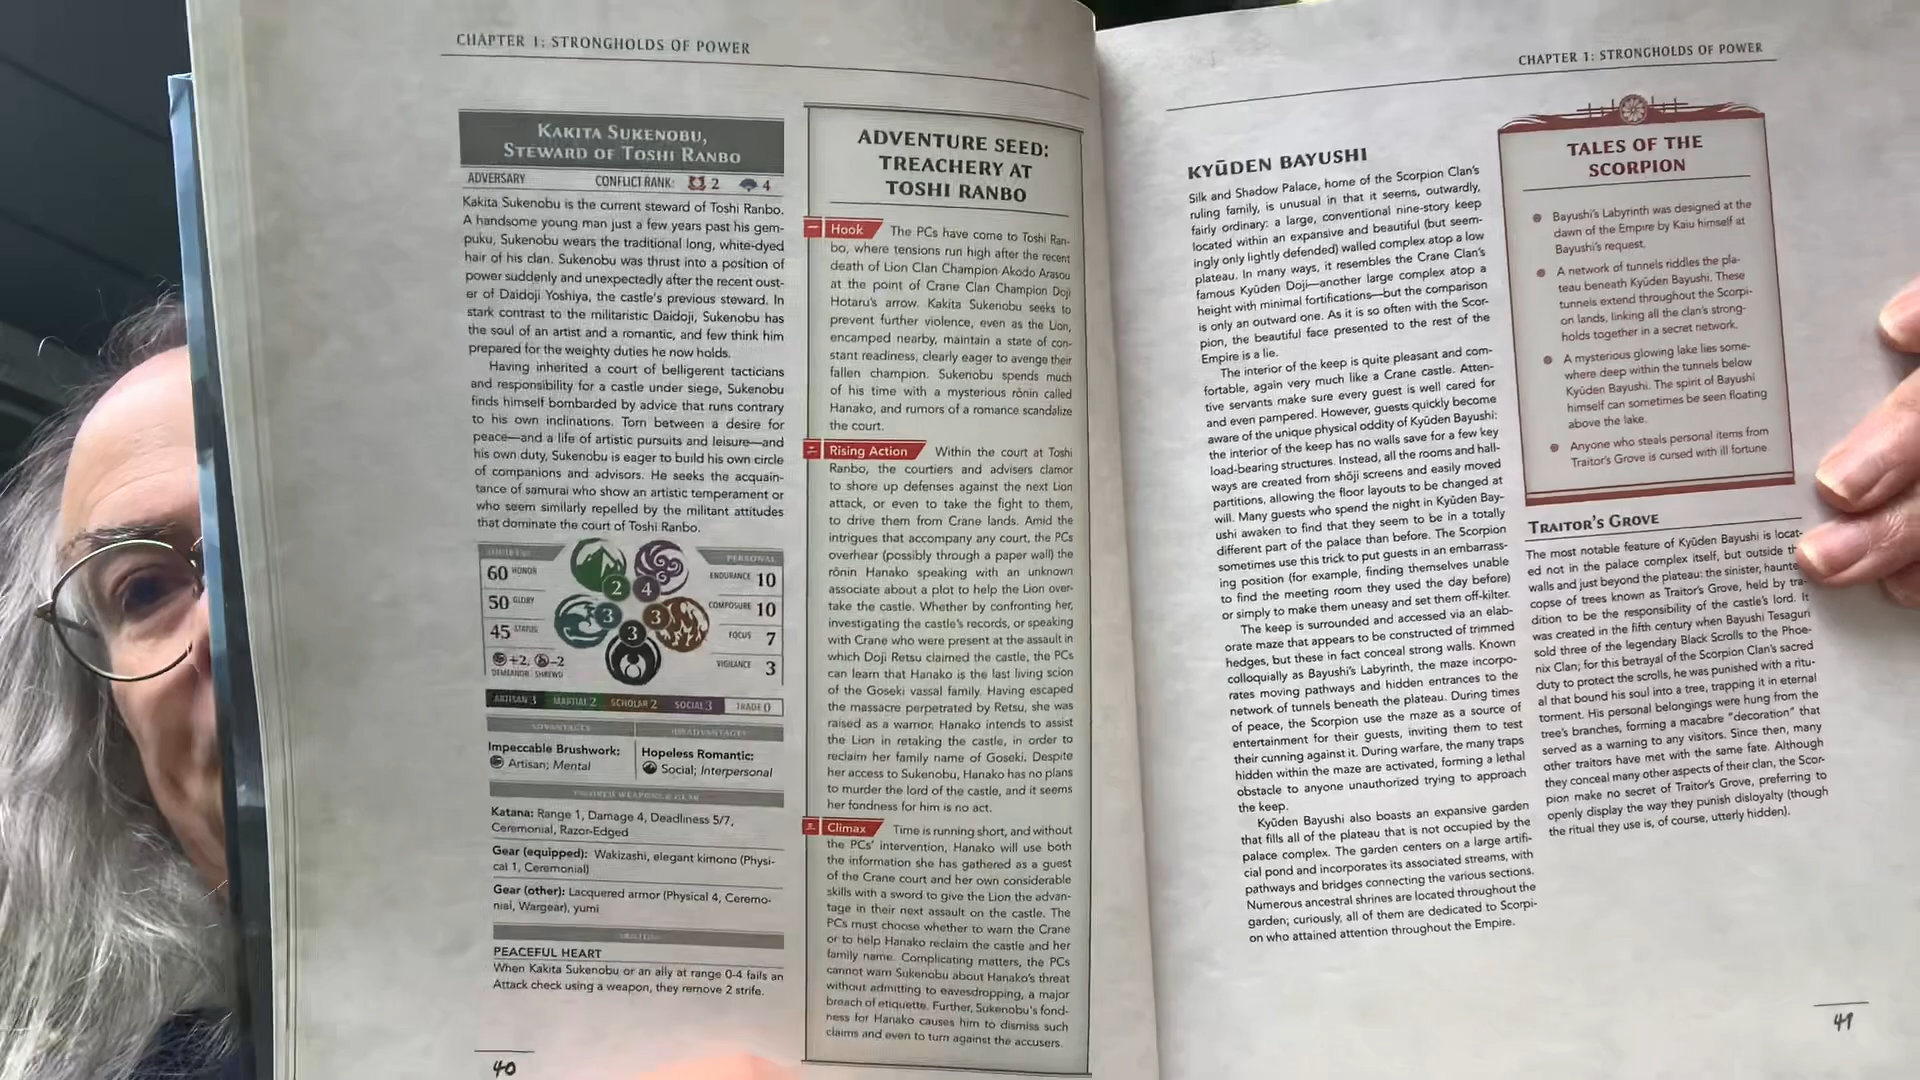 CHAPTER 1: STRONGHOLDS OF POWER
KAKITA SUKENOBU,
STEWARD OF TOSHI RANBO
ADVERSARY CONFLICT RANK: 2 4
Kakita Sukenobu is the current steward of Toshi Ranbo.
A handsome young man just a few years past his gem-
puku, Sukenobu wears the traditional long, white-dyed
hair of his clan. Sukenobu was thrust into a position of
power suddenly and unexpectedly after the recent oust-
er of Daidoji Yoshiya, the castle's previous steward. In
stark contrast to the militaristic Daidoji, Sukenobu has
the soul of an artist and a romantic, and few think him
prepared for the weighty duties he now holds.
Having inherited a court of belligerent tacticians
and responsibility for a castle under siege, Sukenobu
finds himself bombarded by advice that runs contrary
to his own inclinations. Torn between a desire for
peace—and a life of artistic pursuits and leisure—and
his own duty, Sukenobu is eager to build his own circle
of companions and advisors. He seeks the acquain-
tance of samurai who show an artistic temperament or
who seem similarly repelled by the militant attitudes
that dominate the court of Toshi Ranbo.
SOCIETAL
60 HONOR
50 GLORY
45 STATUS
+2, -2
DEMEANOR: SHREWD
2
4
3
3
3
PERSONAL
ENDURANCE 10
COMPOSURE 10
FOCUS 7
VIGILANCE 3
ARTISAN 3 MARTIAL 2 SCHOLAR 2 SOCIAL 3 TRADE 0
ADVANTAGES
Impeccable Brushwork:
Artisan; Mental
DISADVANTAGES
Hopeless Romantic:
Social; Interpersonal
FAVORED WEAPONS & GEAR
Katana: Range 1, Damage 4, Deadliness 5/7,
Ceremonial, Razor-Edged
Gear (equipped): Wakizashi, elegant kimono (Physi-
cal 1, Ceremonial)
Gear (other): Lacquered armor (Physical 4, Ceremo-
nial, Wargear), yumi
PEACEFUL HEART
When Kakita Sukenobu or an ally at range 0-4 fails an
Attack check using a weapon, they remove 2 strife.
40
ADVENTURE SEED:
TREACHERY AT
TOSHI RANBO
Hook The PCs have come to Toshi Ran-
bo, where tensions run high after the recent
death of Lion Clan Champion Akodo Arasou
at the point of Crane Clan Champion Doji
Hotaru's arrow. Kakita Sukenobu seeks to
prevent further violence, even as the Lion,
encamped nearby, maintain a state of con-
stant readiness, clearly eager to avenge their
fallen champion. Sukenobu spends much
of his time with a mysterious rōnin called
Hanako, and rumors of a romance scandalize
the court.
Rising Action Within the court at Toshi
Ranbo, the courtiers and advisers clamor
to shore up defenses against the next Lion
attack, or even to take the fight to them,
to drive them from Crane lands. Amid the
intrigues that accompany any court, the PCs
overhear (possibly through a paper wall) the
rōnin Hanako speaking with an unknown
associate about a plot to help the Lion over-
take the castle. Whether by confronting her,
investigating the castle's records, or speaking
with Crane who were present at the assault in
which Doji Retsu claimed the castle, the PCs
can learn that Hanako is the last living scion
of the Goseki vassal family. Having escaped
the massacre perpetrated by Retsu, she was
raised as a warrior. Hanako intends to assist
the Lion in retaking the castle, in order to
reclaim her family name of Goseki. Despite
her access to Sukenobu, Hanako has no plans
to murder the lord of the castle, and it seems
her fondness for him is no act.
Climax Time is running short, and without
the PCs' intervention, Hanako will use both
the information she has gathered as a guest
of the Crane court and her own considerable
skills with a sword to give the Lion the advan-
tage in their next assault on the castle. The
PCs must choose whether to warn the Crane
or to help Hanako reclaim the castle and her
family name. Complicating matters, the PCs
cannot warn Sukenobu about Hanako's threat
without admitting to eavesdropping, a major
breach of etiquette. Further, Sukenobu's fond-
ness for Hanako causes him to dismiss such
claims and even to turn against the accusers.
CHAPTER 1: STRONGHOLDS OF POWER
KYŪDEN BAYUSHI
Silk and Shadow Palace, home of the Scorpion Clan's
ruling family, is unusual in that it seems, outwardly,
fairly ordinary: a large, conventional nine-story keep
located within an expansive and beautiful (but seem-
ingly only lightly defended) walled complex atop a low
plateau. In many ways, it resembles the Crane Clan's
famous Kyūden Doji—another large complex atop a
height with minimal fortifications—but the comparison
is only an outward one. As it is so often with the Scor-
pion, the beautiful face presented to the rest of the
Empire is a lie.
The interior of the keep is quite pleasant and com-
fortable, again very much like a Crane castle. Atten-
tive servants make sure every guest is well cared for
and even pampered. However, guests quickly become
aware of the unique physical oddity of Kyūden Bayushi:
the interior of the keep has no walls save for a few key
load-bearing structures. Instead, all the rooms and hall-
ways are created from shōji screens and easily moved
partitions, allowing the floor layouts to be changed at
will. Many guests who spend the night in Kyūden Bay-
ushi awaken to find that they seem to be in a totally
different part of the palace than before. The Scorpion
sometimes use this trick to put guests in an embarrass-
ing position (for example, finding themselves unable
to find the meeting room they used the day before)
or simply to make them uneasy and set them off-kilter.
The keep is surrounded and accessed via an elab-
orate maze that appears to be constructed of trimmed
hedges, but these in fact conceal strong walls. Known
colloquially as Bayushi's Labyrinth, the maze incorpo-
rates moving pathways and hidden entrances to the
network of tunnels beneath the plateau. During times
of peace, the Scorpion use the maze as a source of
entertainment for their guests, inviting them to test
their cunning against it. During warfare, the many traps
hidden within the maze are activated, forming a lethal
obstacle to anyone unauthorized trying to approach
the keep.
Kyūden Bayushi also boasts an expansive garden
that fills all of the plateau that is not occupied by the
palace complex. The garden centers on a large artifi-
cial pond and incorporates its associated streams, with
pathways and bridges connecting the various sections.
Numerous ancestral shrines are located throughout the
garden; curiously, all of them are dedicated to Scorpi-
on who attained attention throughout the Empire.
TALES OF THE
SCORPION
Bayushi's Labyrinth was designed at the
dawn of the Empire by Kaiu himself at
Bayushi's request.
A network of tunnels riddles the pla-
teau beneath Kyūden Bayushi. These
tunnels extend throughout the Scorpi-
on lands, linking all the clan's strong-
holds together in a secret network.
A mysterious glowing lake lies some-
where deep within the tunnels below
Kyūden Bayushi. The spirit of Bayushi
himself can sometimes be seen floating
above the lake.
Anyone who steals personal items from
Traitor's Grove is cursed with ill fortune.
TRAITOR'S GROVE
The most notable feature of Kyūden Bayushi is locat-
ed not in the palace complex itself, but outside
walls and just beyond the plateau: the sinister,
copse of trees known as Traitor's Grove, held by tra-
dition to be the responsibility of the castle's lord. It
was created in the fifth century when Bayushi Tesaguri
sold three of the legendary Black Scrolls to the Phoe-
nix Clan; for this betrayal of the Scorpion Clan's sacred
duty to protect the scrolls, he was punished with a ritu-
al that bound his soul into a tree, trapping it in eternal
torment. His personal belongings were hung from the
tree's branches, forming a macabre "decoration" that
served as a warning to any visitors. Since then, many
other traitors have met with the same fate. Although
they conceal many other aspects of their clan, the Scor-
pion make no secret of Traitor's Grove, preferring to
openly display the way they punish disloyalty (though
the ritual they use is, of course, utterly hidden).
41